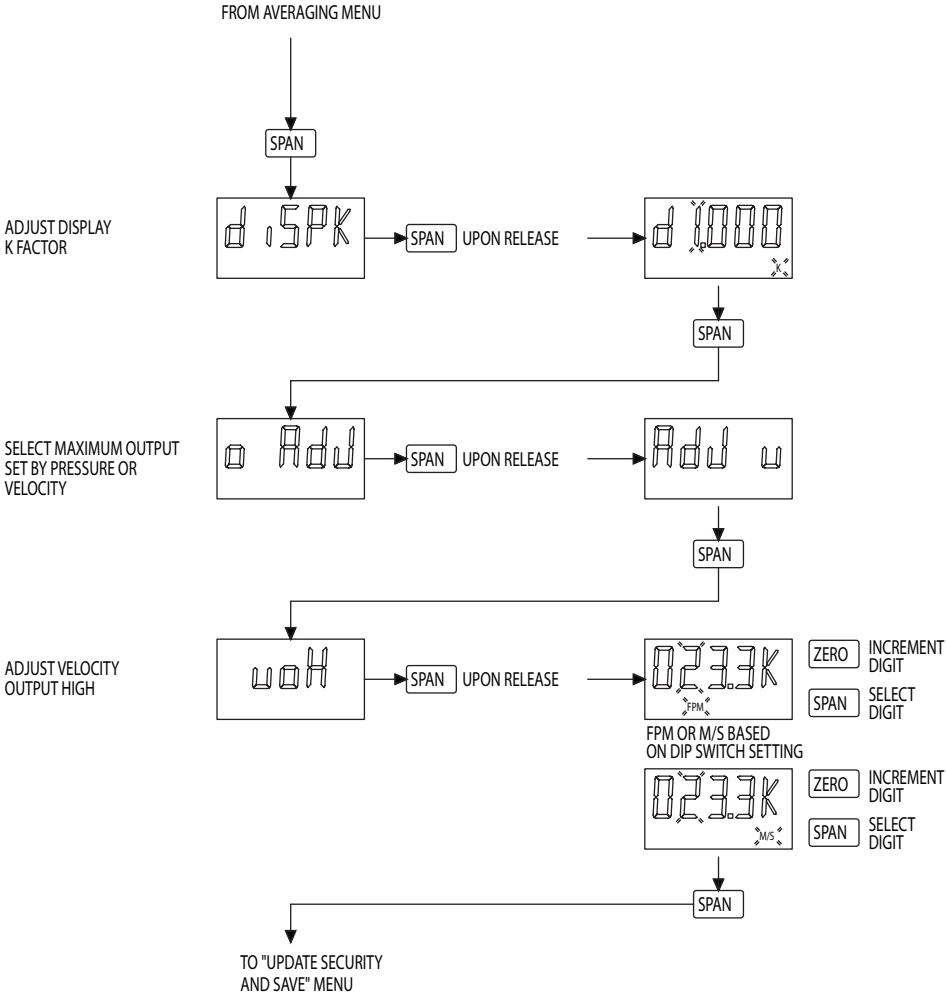 FROM AVERAGING MENU
SPAN
ADJUST DISPLAY
K FACTOR
diSPK
SPAN UPON RELEASE
d1.000
K
SPAN
SELECT MAXIMUM OUTPUT
SET BY PRESSURE OR
VELOCITY
o AdJ
SPAN UPON RELEASE
AdJ u
SPAN
ADJUST VELOCITY
OUTPUT HIGH
uoH
SPAN UPON RELEASE
023.3K
FPM
ZERO INCREMENT
DIGIT
SPAN SELECT
DIGIT
FPM OR M/S BASED
ON DIP SWITCH SETTING
023.3K
M/S
ZERO INCREMENT
DIGIT
SPAN SELECT
DIGIT
SPAN
TO "UPDATE SECURITY
AND SAVE" MENU